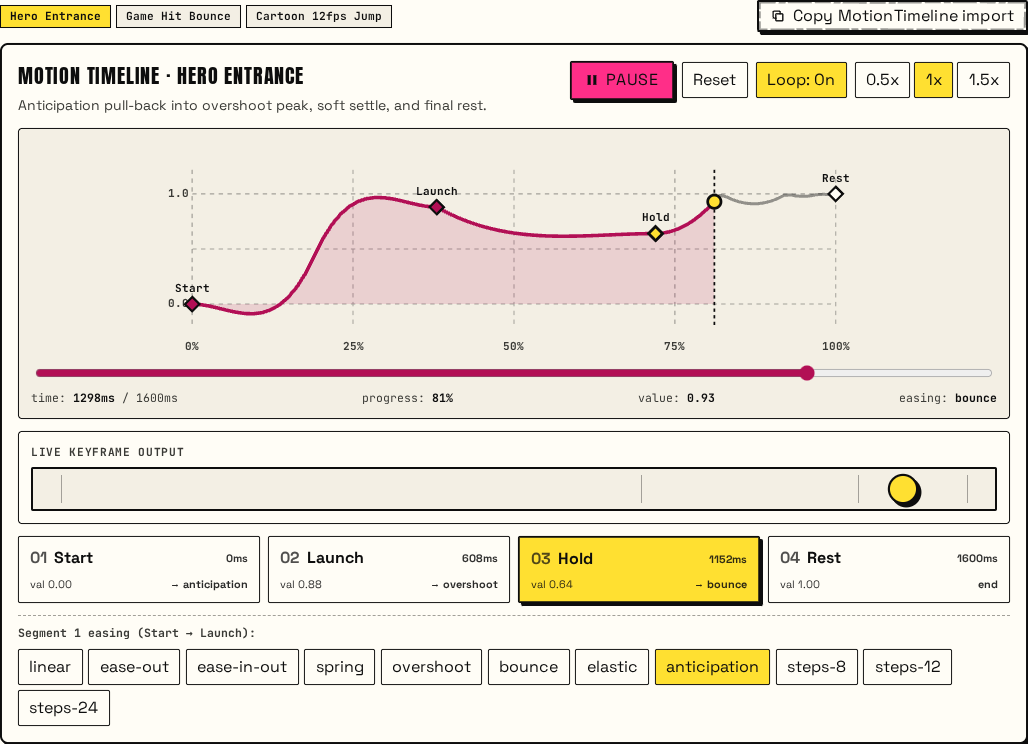 Hero Entrance Game Hit Bounce Cartoon 12fps Jump Copy MotionTimeline import
MOTION TIMELINE · HERO ENTRANCE
PAUSE Reset Loop: On 0.5x 1x 1.5x
Anticipation pull-back into overshoot peak, soft settle, and final rest.
Rest
1.0 Launch
Hold
Start
0.0
0% 25% 50% 75% 100%
time: 1298ms / 1600ms progress: 81% value: 0.93 easing: bounce
LIVE KEYFRAME OUTPUT
01 Start 0ms 02 Launch 608ms 03 Hold 1152ms 04 Rest 1600ms
val 0.00 → anticipation val 0.88 → overshoot val 0.64 → bounce val 1.00 end
Segment 1 easing (Start → Launch):
linear ease-out ease-in-out spring overshoot bounce elastic anticipation steps-8 steps-12
steps-24